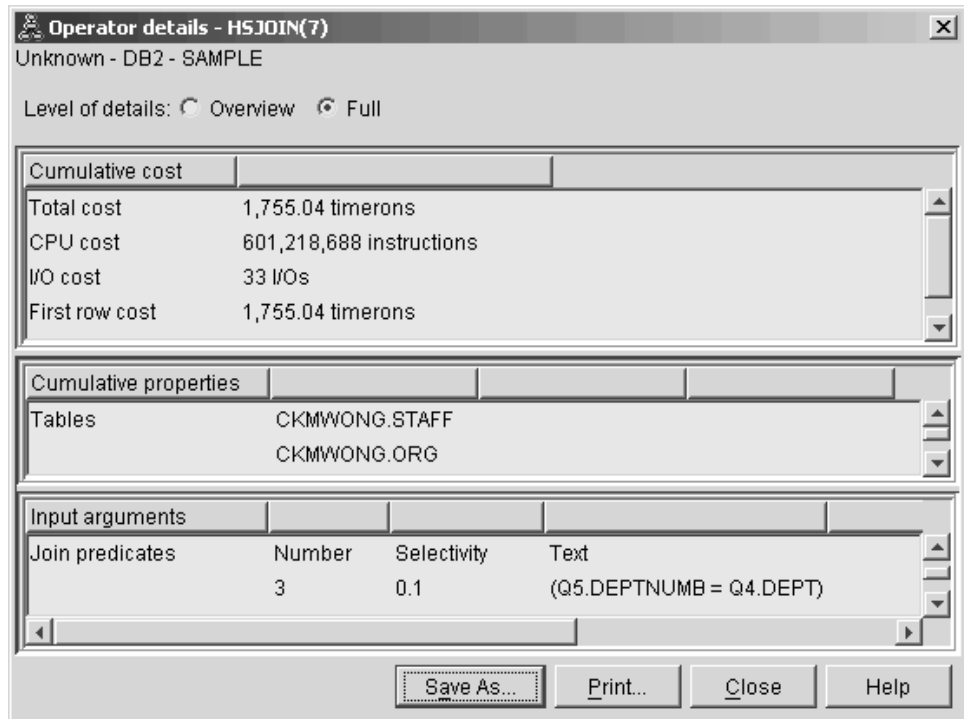 Operator details - HSJOIN(7)
Unknown - DB2 - SAMPLE
Level of details: Overview Full
Cumulative cost
Total cost 1,755.04 timerons
CPU cost 601,218,688 instructions
I/O cost 33 I/Os
First row cost 1,755.04 timerons
Cumulative properties
Tables CKMWONG.STAFF
CKMWONG.ORG
Input arguments
Join predicates Number Selectivity Text
3 0.1 (Q5.DEPTNUMB = Q4.DEPT)
Save As... Print... Close Help